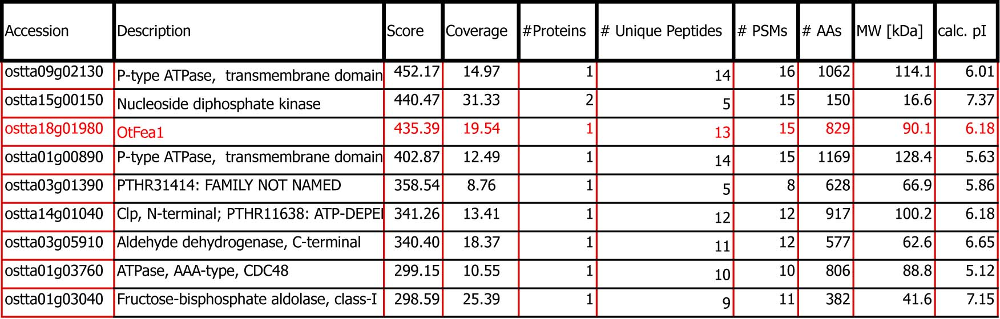 Accession Description Score Coverage #Proteins # Unique Peptides # PSMs # AAs MW [kDa] calc. pI
ostta09g02130 P-type ATPase, transmembrane domain 452.17 14.97 1 14 16 1062 114.1 6.01
ostta15g00150 Nucleoside diphosphate kinase 440.47 31.33 2 5 15 150 16.6 7.37
ostta18g01980 OtFea1 435.39 19.54 1 13 15 829 90.1 6.18
ostta01g00890 P-type ATPase, transmembrane domain 402.87 12.49 1 14 15 1169 128.4 5.63
ostta03g01390 PTHR31414: FAMILY NOT NAMED 358.54 8.76 1 5 8 628 66.9 5.86
ostta14g01040 Clp, N-terminal; PTHR11638: ATP-DEPE 341.26 13.41 1 12 12 917 100.2 6.18
ostta03g05910 Aldehyde dehydrogenase, C-terminal 340.40 18.37 1 11 12 577 62.6 6.65
ostta01g03760 ATPase, AAA-type, CDC48 299.15 10.55 1 10 10 806 88.8 5.12
ostta01g03040 Fructose-bisphosphate aldolase, class-I 298.59 25.39 1 9 11 382 41.6 7.15